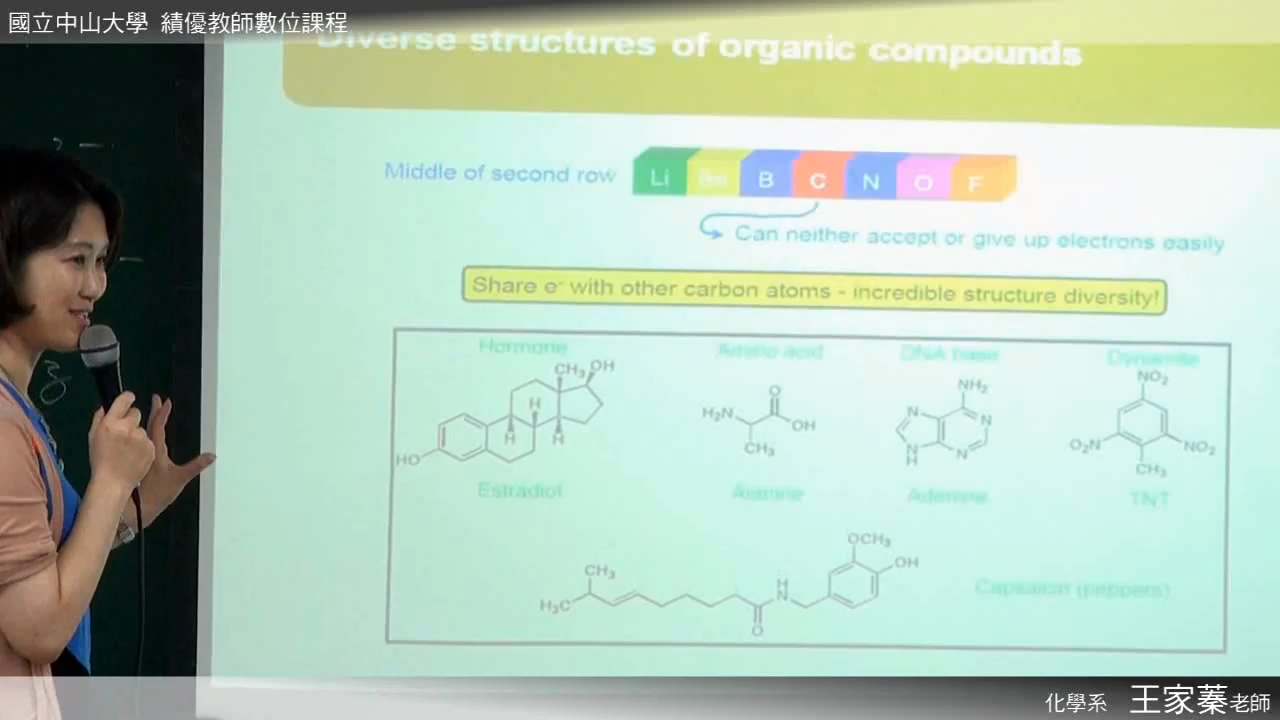 國立中山大學 績優教師數位課程
Diverse structures of organic compounds
Middle of second row
Li Be B C N O F
Can neither accept or give up electrons easily
Share e⁻ with other carbon atoms - incredible structure diversity!
Hormone Amino acid DNA base Dynamite
CH₃ OH
H
H H
HO
O
H₂N OH
CH₃
NH₂
N N
N N
H
NO₂
O₂N NO₂
CH₃
Estradiol Alanine Adenine TNT
OCH₃
OH
CH₃
H₃C
H
N
O
Capsaicin (peppers)
化學系 王家蓁老師